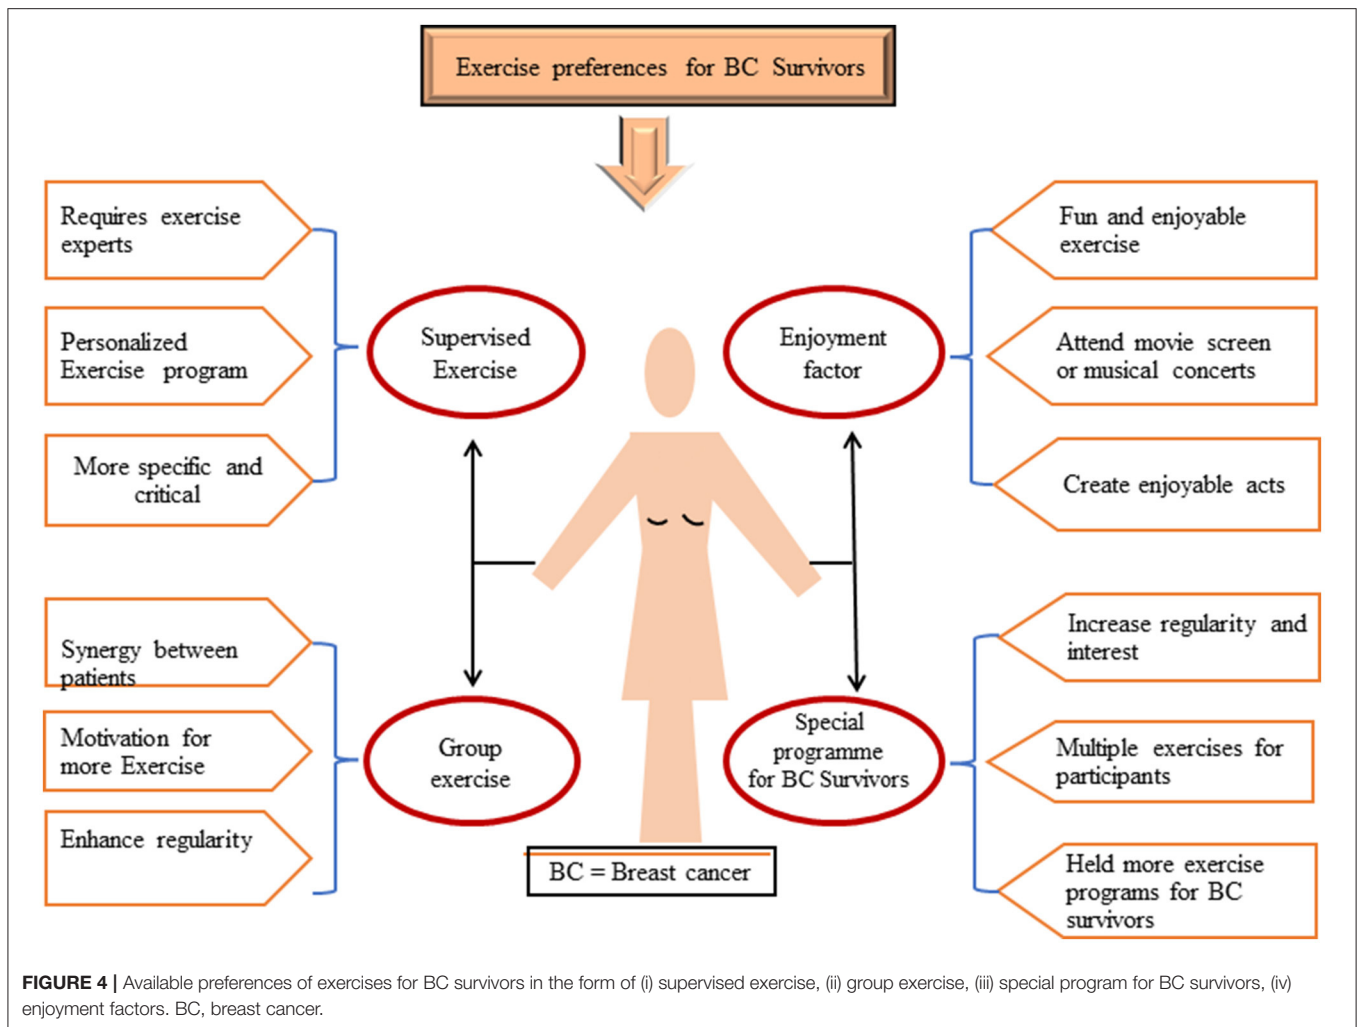 Exercise preferences for BC Survivors
Requires exercise
experts
Personalized
Exercise program
More specific and
critical
Supervised
Exercise
Enjoyment
factor
Fun and enjoyable
exercise
Attend movie screen
or musical concerts
Create enjoyable acts
Synergy between
patients
Motivation for
more Exercise
Enhance regularity
Group
exercise
Special
programme
for BC Survivors
Increase regularity and
interest
Multiple exercises for
participants
Held more exercise
programs for BC
survivors
BC = Breast cancer
FIGURE 4 | Available preferences of exercises for BC survivors in the form of (i) supervised exercise, (ii) group exercise, (iii) special program for BC survivors, (iv)
enjoyment factors. BC, breast cancer.